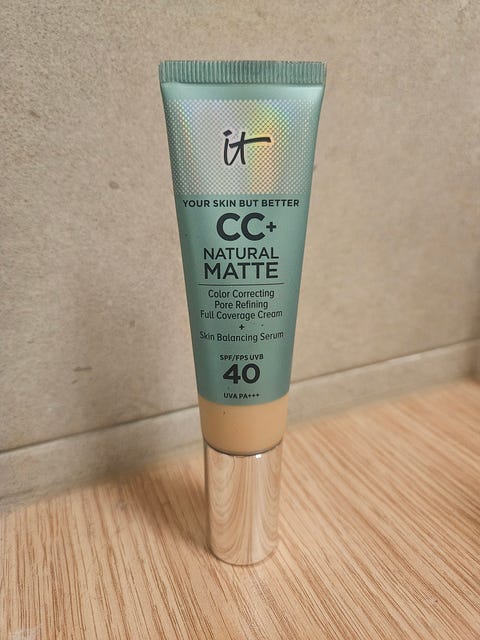 it
YOUR SKIN BUT BETTER
CC+
NATURAL
MATTE
Color Correcting
Pore Refining
Full Coverage Cream
+
Skin Balancing Serum
SPF/FPS UVB
40
UVA PA+++